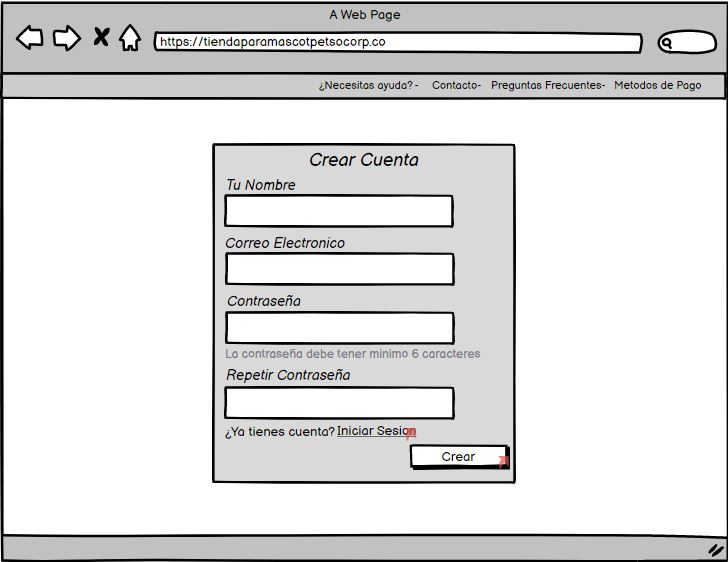 A Web Page
https://tiendaparamascotpetsocorp.co
¿Necesitas ayuda? - Contacto- Preguntas Frecuentes- Metodos de Pago
Crear Cuenta
Tu Nombre
Correo Electronico
Contraseña
La contraseña debe tener minimo 6 caracteres
Repetir Contraseña
¿Ya tienes cuenta? Iniciar Sesion
Crear